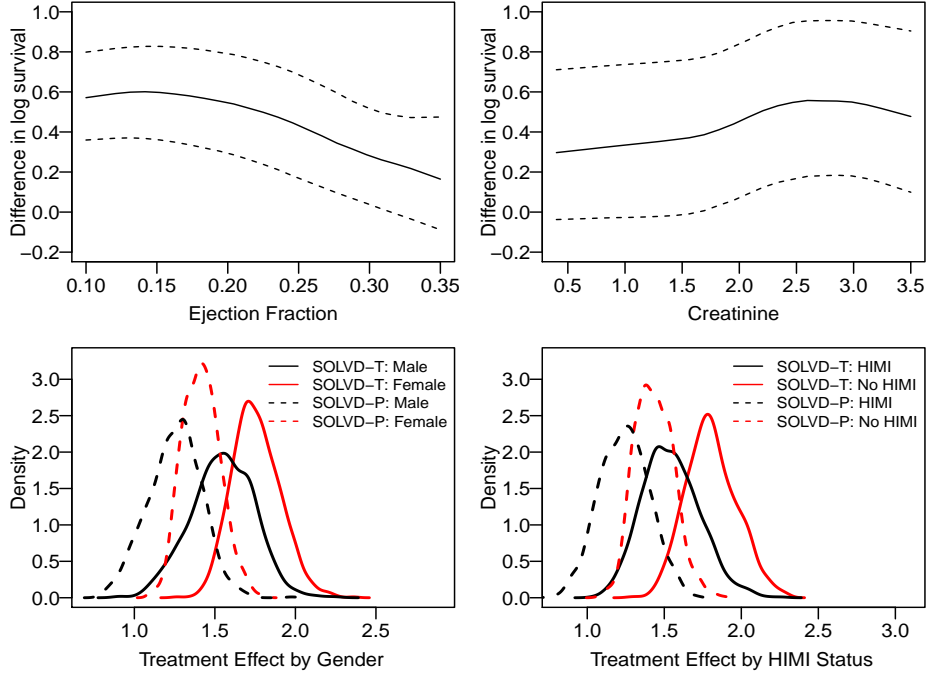 Difference in log survival
1.0
0.8
0.6
0.4
0.2
0.0
−0.2
0.10 0.15 0.20 0.25 0.30 0.35
Ejection Fraction
Difference in log survival
1.0
0.8
0.6
0.4
0.2
0.0
−0.2
0.5 1.0 1.5 2.0 2.5 3.0 3.5
Creatinine
Density
3.0
2.5
2.0
1.5
1.0
0.5
0.0
SOLVD−T: Male
SOLVD−T: Female
SOLVD−P: Male
SOLVD−P: Female
1.0 1.5 2.0 2.5
Treatment Effect by Gender
Density
3.0
2.5
2.0
1.5
1.0
0.5
0.0
SOLVD−T: HIMI
SOLVD−T: No HIMI
SOLVD−P: HIMI
SOLVD−P: No HIMI
1.0 1.5 2.0 2.5 3.0
Treatment Effect by HIMI Status